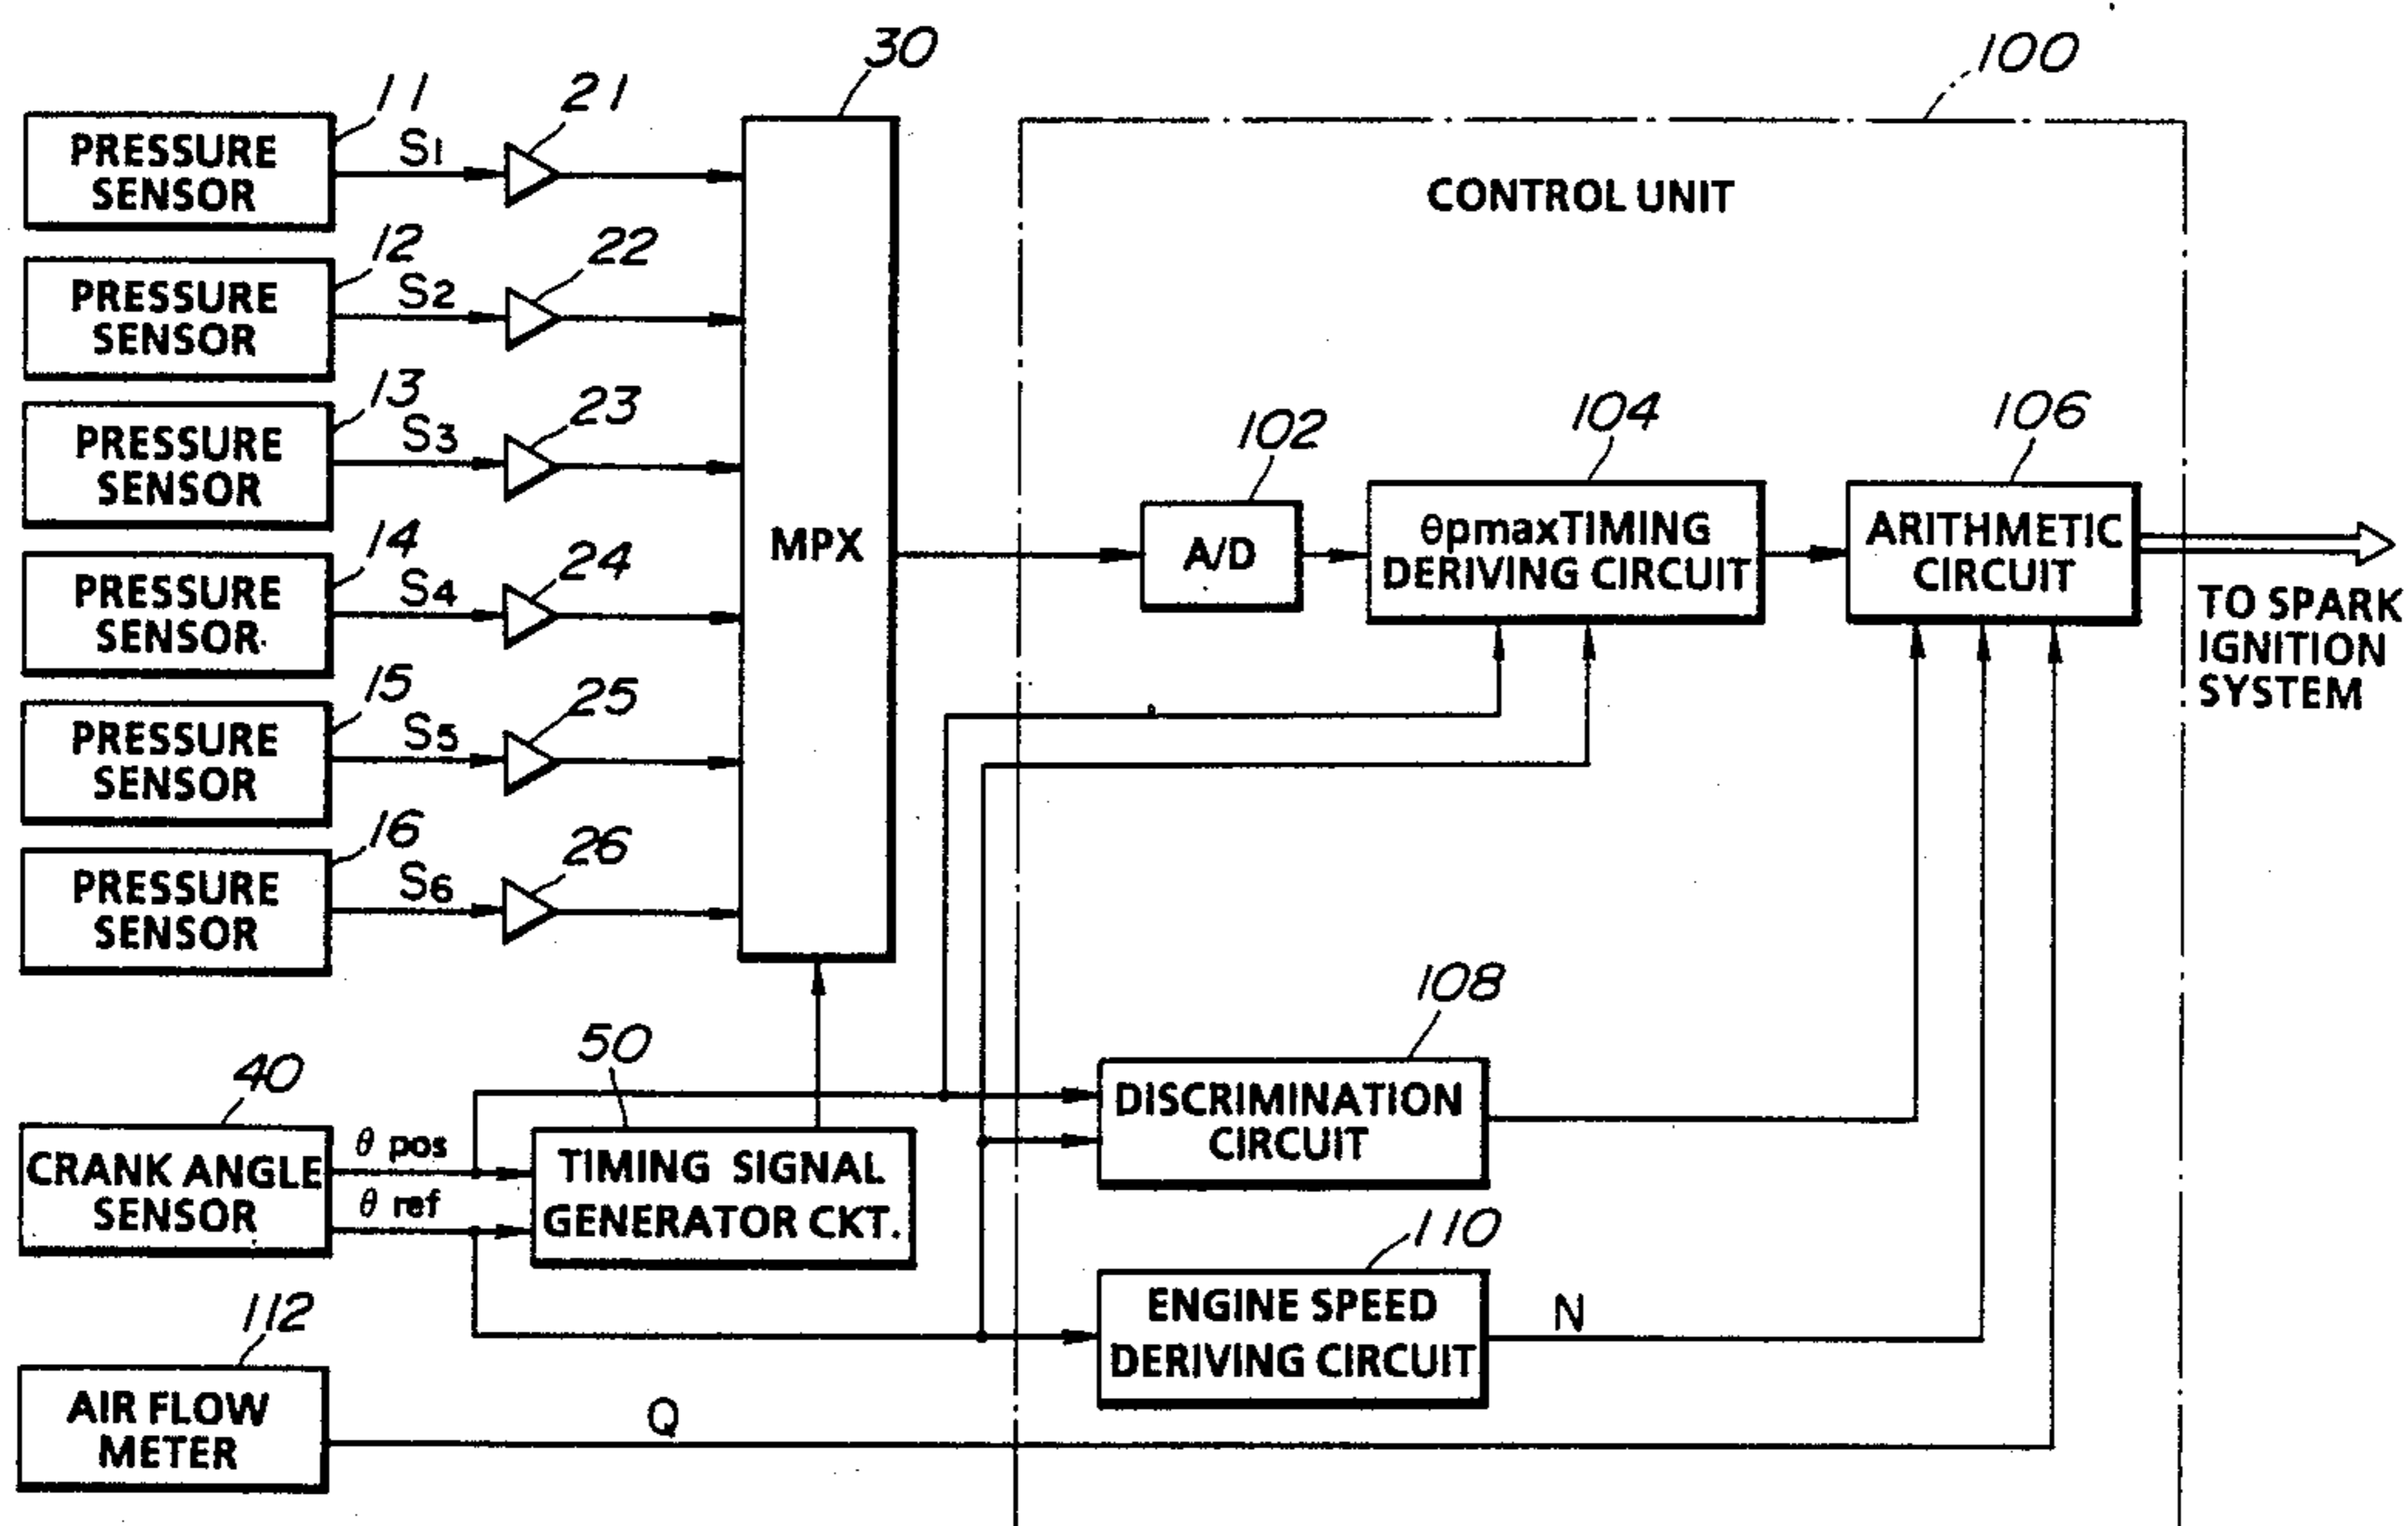 30
100
11
21
PRESSURE
SENSOR
S1
CONTROL UNIT
12
22
PRESSURE
SENSOR
S2
13
23
PRESSURE
SENSOR
S3
MPX
102
104
106
A/D
θpmaxTIMING
DERIVING CIRCUIT
ARITHMETIC
CIRCUIT
TO SPARK
IGNITION
SYSTEM
14
24
PRESSURE
SENSOR
S4
15
25
PRESSURE
SENSOR
S5
16
26
PRESSURE
SENSOR
S6
108
DISCRIMINATION
CIRCUIT
40
50
CRANK ANGLE
SENSOR
θ pos
θ ref
TIMING SIGNAL
GENERATOR CKT.
110
ENGINE SPEED
DERIVING CIRCUIT
N
112
AIR FLOW
METER
Q